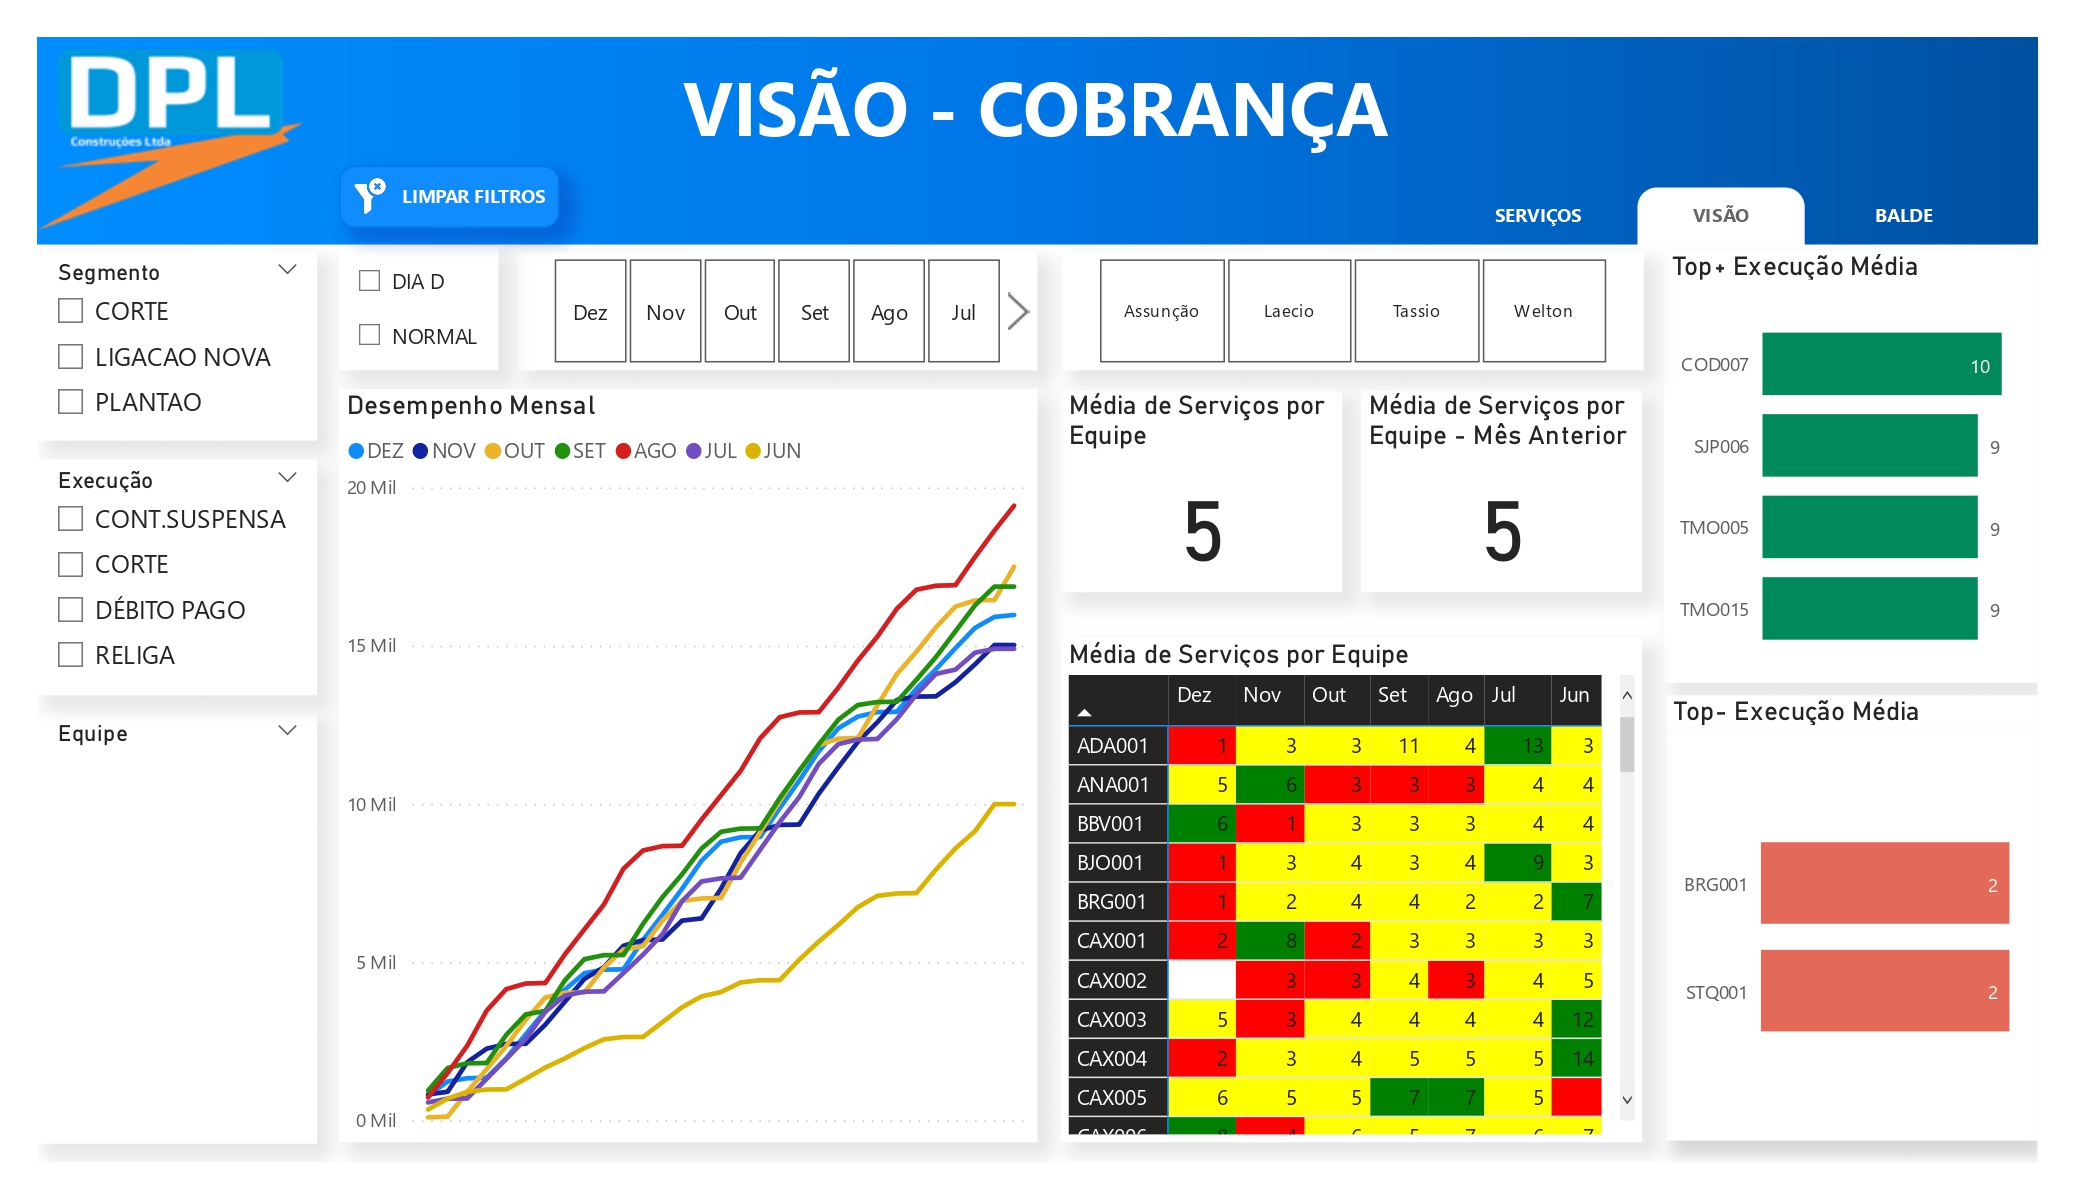 DPL
Construções Ltda
VISÃO - COBRANÇA
LIMPAR FILTROS
SERVIÇOS
VISÃO
BALDE
Segmento
CORTE
LIGACAO NOVA
PLANTAO
Execução
CONT.SUSPENSA
CORTE
DÉBITO PAGO
RELIGA
Equipe
DIA D
NORMAL
Dez Nov Out Set Ago Jul
Assunção Laecio Tassio Welton
Desempenho Mensal
DEZ NOV OUT SET AGO JUL JUN
20 Mil
15 Mil
10 Mil
5 Mil
0 Mil
Média de Serviços por
Equipe
5
Média de Serviços por
Equipe - Mês Anterior
5
Média de Serviços por Equipe
Dez Nov Out Set Ago Jul Jun
ADA001 1 3 3 11 4 13 3
ANA001 5 6 3 3 3 4 4
BBV001 6 1 3 3 3 4 4
BJO001 1 3 4 3 4 9 3
BRG001 1 2 4 4 2 2 7
CAX001 2 8 2 3 3 3 3
CAX002 3 3 4 3 4 5
CAX003 5 3 4 4 4 4 12
CAX004 2 3 4 5 5 5 14
CAX005 6 5 5 7 7 5
Top+ Execução Média
COD007 10
SJP006 9
TMO005 9
TMO015 9
Top- Execução Média
BRG001 2
STQ001 2